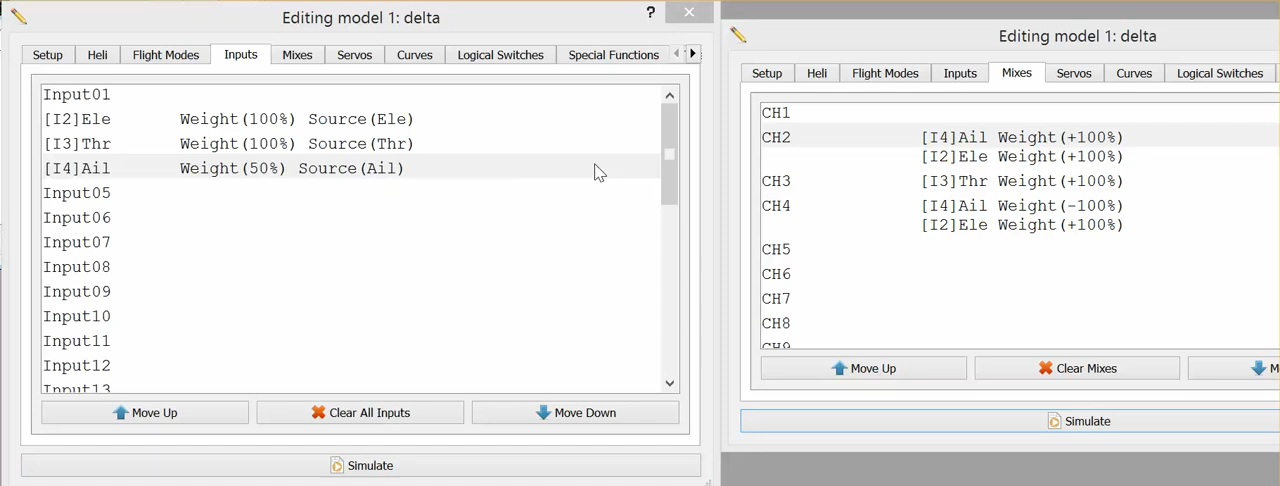 Editing model 1: delta
?
Setup Heli Flight Modes Inputs Mixes Servos Curves Logical Switches Special Functions
Input01
[I2]Ele Weight(100%) Source(Ele)
[I3]Thr Weight(100%) Source(Thr)
[I4]Ail Weight(50%) Source(Ail)
Input05
Input06
Input07
Input08
Input09
Input10
Input11
Input12
Input13
Move Up Clear All Inputs Move Down
Simulate
Editing model 1: delta
Setup Heli Flight Modes Inputs Mixes Servos Curves Logical Switches
CH1
CH2 [I4]Ail Weight(+100%)
[I2]Ele Weight(+100%)
CH3 [I3]Thr Weight(+100%)
CH4 [I4]Ail Weight(-100%)
[I2]Ele Weight(+100%)
CH5
CH6
CH7
CH8
CH9
Move Up Clear Mixes
Simulate